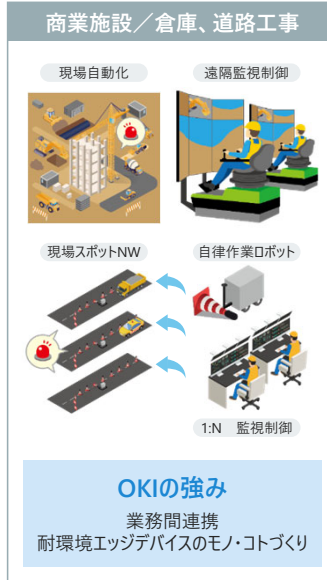 商業施設／倉庫、道路工事
現場自動化
遠隔監視制御
現場スポットNW
自律作業ロボット
1:N　監視制御
OKIの強み
業務間連携
耐環境エッジデバイスのモノ・コトづくり